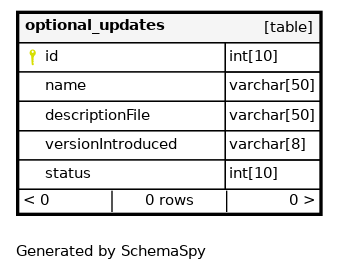 optional_updates [table]
id int[10]
name varchar[50]
descriptionFile varchar[50]
versionIntroduced varchar[8]
status int[10]
< 0 0 rows 0 >
Generated by SchemaSpy